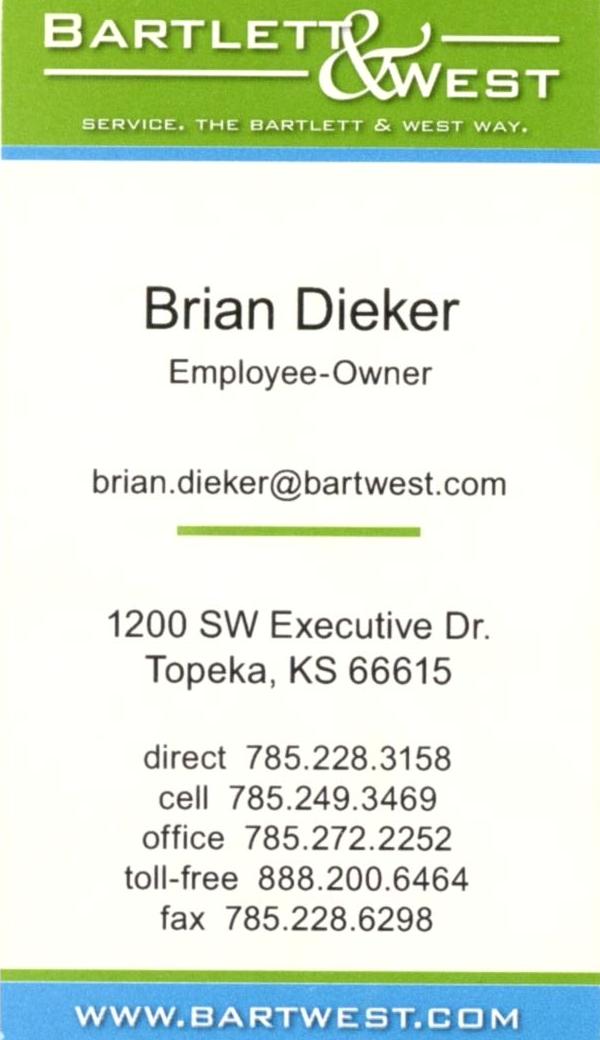 BARTLETT
&WEST
SERVICE. THE BARTLETT & WEST WAY.
Brian Dieker
Employee-Owner
brian.dieker@bartwest.com
1200 SW Executive Dr.
Topeka, KS 66615
direct 785.228.3158
cell 785.249.3469
office 785.272.2252
toll-free 888.200.6464
fax 785.228.6298
WWW.BARTWEST.COM